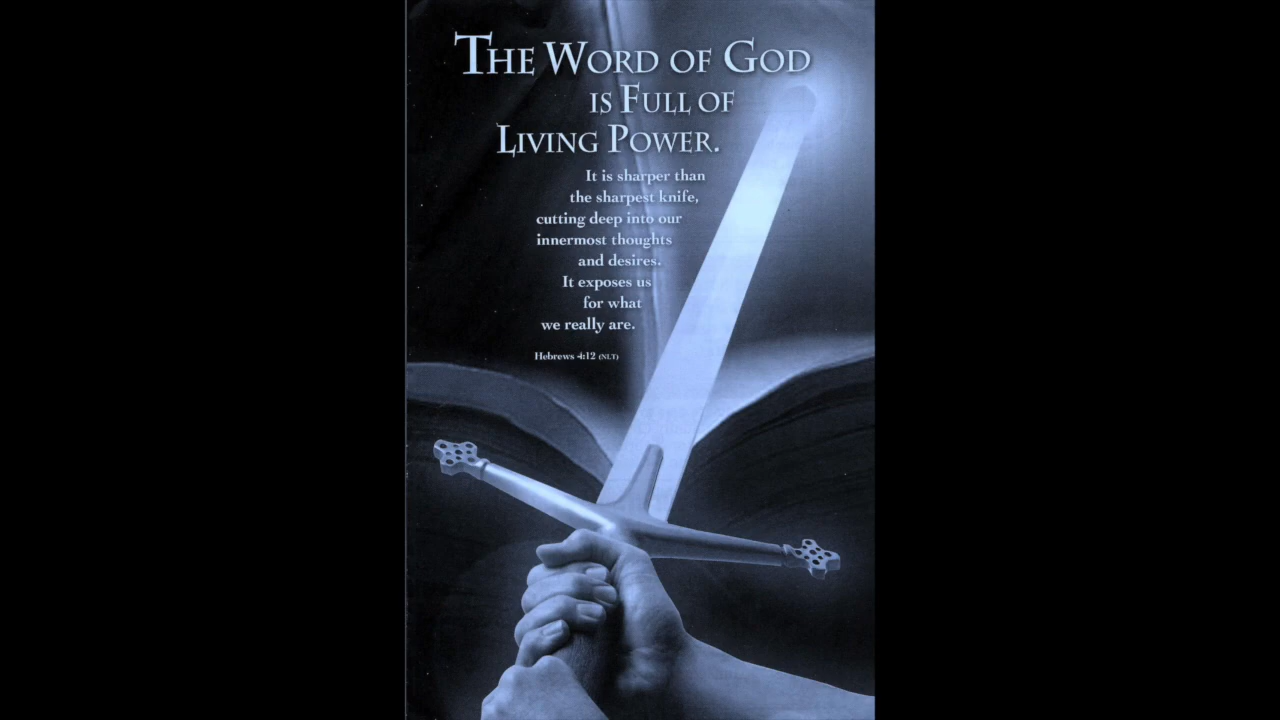 The Word of God
is Full of
Living Power.
It is sharper than
the sharpest knife,
cutting deep into our
innermost thoughts
and desires.
It exposes us
for what
we really are.
Hebrews 4:12 (NLT)